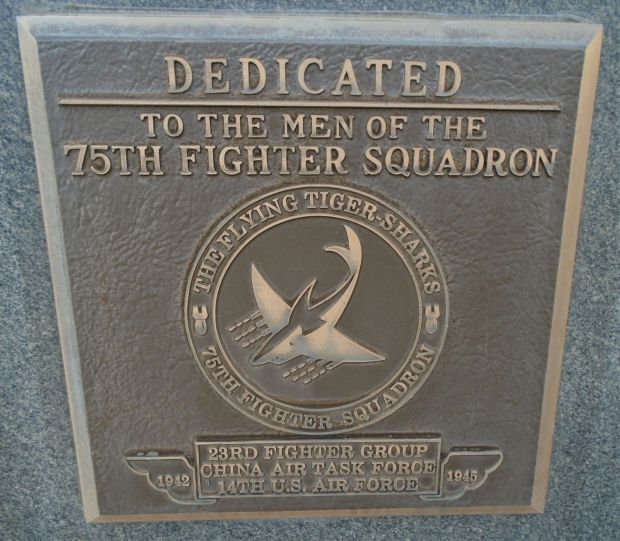 DEDICATED
TO THE MEN OF THE
75TH FIGHTER SQUADRON
THE FLYING TIGER-SHARKS
75TH FIGHTER SQUADRON
23RD FIGHTER GROUP
CHINA AIR TASK FORCE
14TH U.S. AIR FORCE
1942
1945